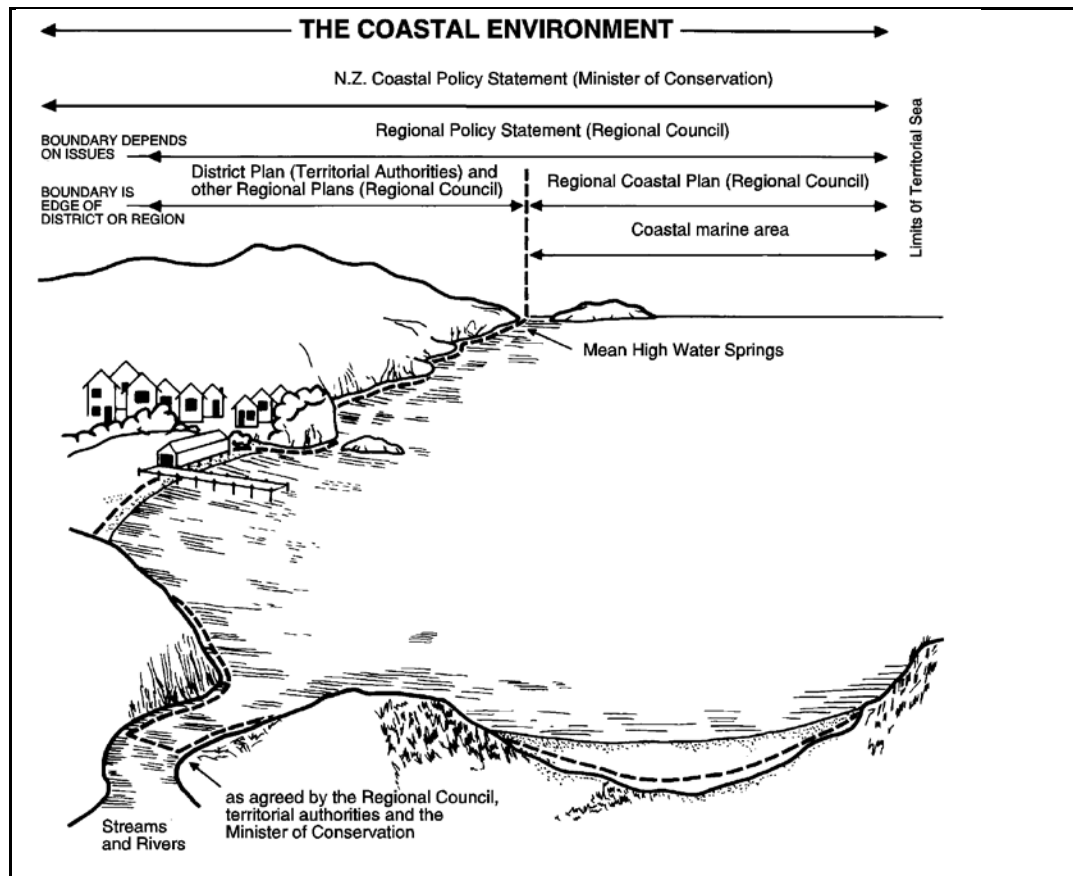 THE COASTAL ENVIRONMENT
N.Z. Coastal Policy Statement (Minister of Conservation)
Regional Policy Statement (Regional Council)
BOUNDARY DEPENDS
ON ISSUES
District Plan (Territorial Authorities) and
other Regional Plans (Regional Council)
Regional Coastal Plan (Regional Council)
BOUNDARY IS
EDGE OF
DISTRICT OR REGION
Coastal marine area
Limits Of Territorial Sea
Mean High Water Springs
as agreed by the Regional Council,
territorial authorities and the
Minister of Conservation
Streams
and Rivers